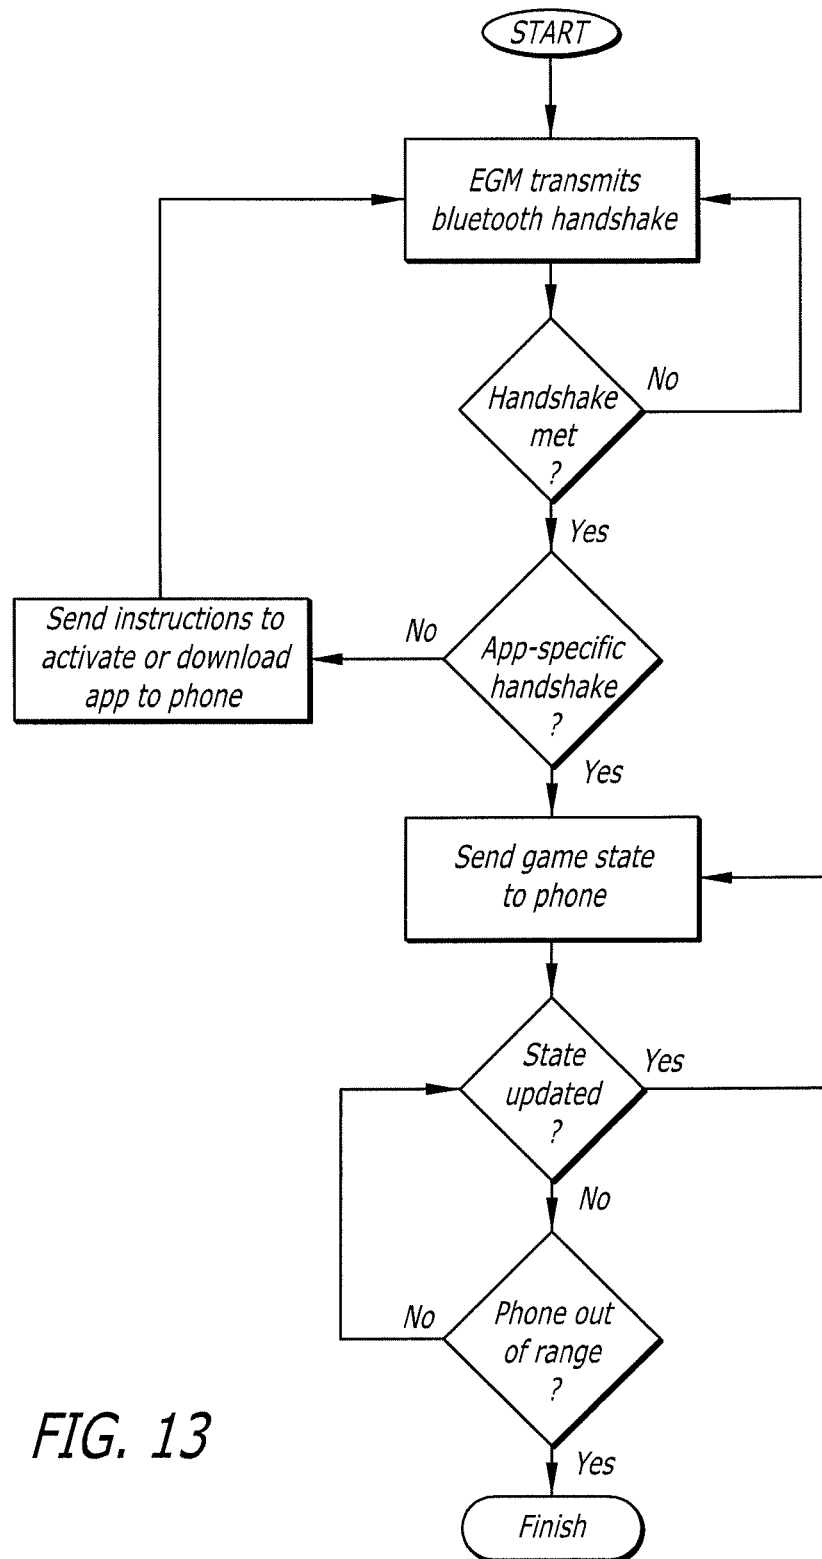 START
EGM transmits
bluetooth handshake
No
Handshake
met
?
Yes
Send instructions to
activate or download
app to phone
No
App-specific
handshake
?
Yes
Send game state
to phone
State
updated
?
Yes
No
No
Phone out
of range
?
Yes
Finish
FIG. 13